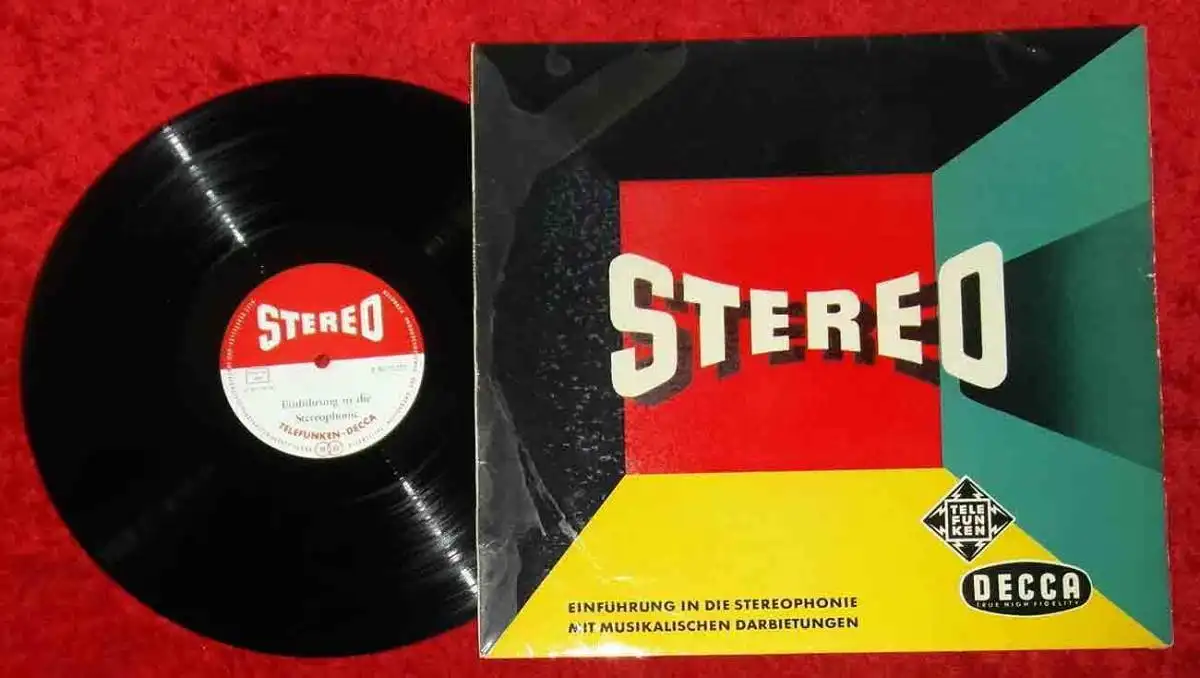 STEREO
Einführung in die
Stereophonie
TELEFUNKEN-DECCA
STEREO
TELE
FUN
KEN
DECCA
TRUE HIGH FIDELITY
EINFÜHRUNG IN DIE STEREOPHONIE
MIT MUSIKALISCHEN DARBIETUNGEN